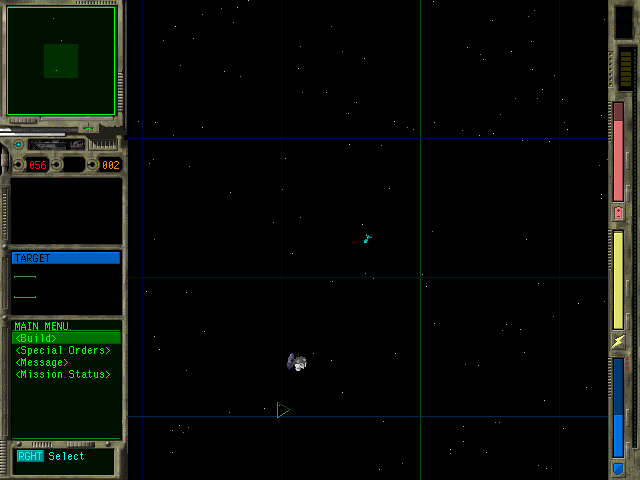 056 002
TARGET
MAIN MENU
<Build>
<Special Orders>
<Message>
<Mission Status>
RGHT Select